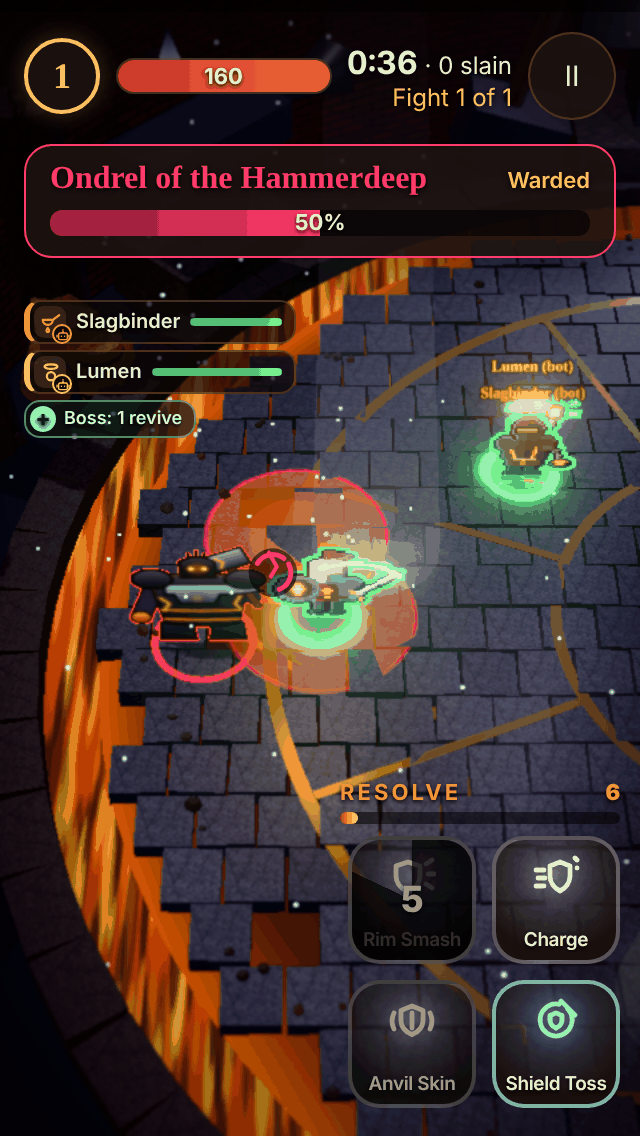 1
160
0:36 · 0 slain
Fight 1 of 1
Ondrel of the Hammerdeep
Warded
50%
Slagbinder
Lumen
Boss: 1 revive
Lumen (bot)
Slagbinder (bot)
RESOLVE
6
5
Rim Smash
Charge
Anvil Skin
Shield Toss